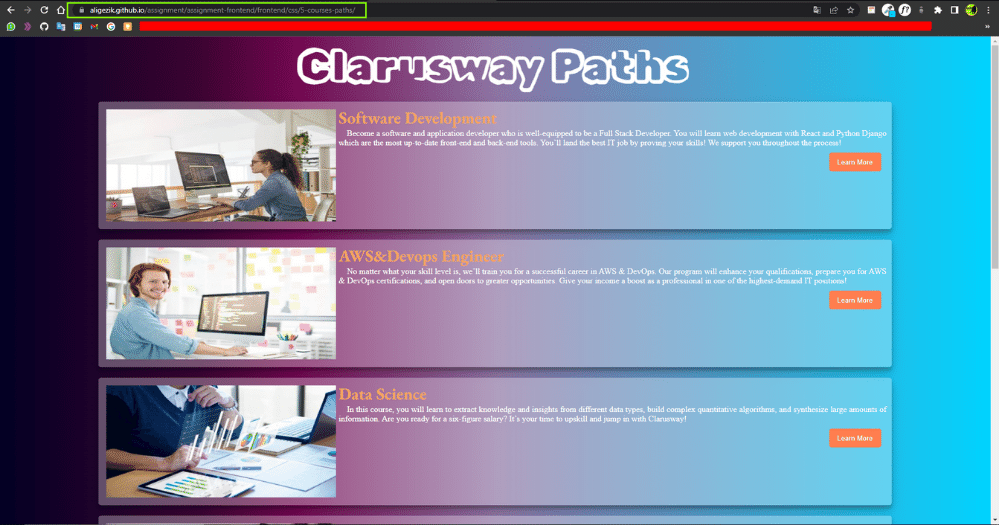 aligezik.github.io/assignment/assignment-frontend/frontend/css/5-courses-paths/
Clarusway Paths
Software Development
Become a software and application developer who is well-equipped to be a Full Stack Developer. You will learn web development with React and Python Django
which are the most up-to-date front-end and back-end tools. You'll land the best IT job by proving your skills! We support you throughout the process!
Learn More
AWS&Devops Engineer
No matter what your skill level is, we'll train you for a successful career in AWS & DevOps. Our program will enhance your qualifications, prepare you for AWS
& DevOps certifications, and open doors to greater opportunities. Give your income a boost as a professional in one of the highest-demand IT positions!
Learn More
Data Science
In this course, you will learn to extract knowledge and insights from different data types, build complex quantitative algorithms, and synthesize large amounts of
information. Are you ready for a six-figure salary? It's your time to upskill and jump in with Clarusway!
Learn More